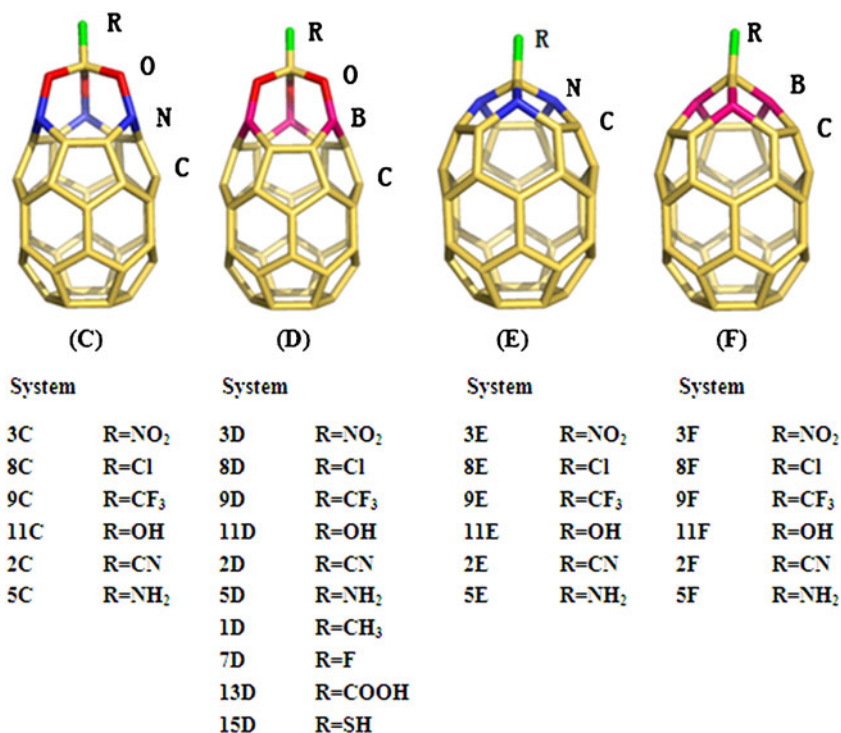 R R R R
O O N B
N B C C
C C
(C) (D) (E) (F)
System System System System
3C R=NO₂ 3D R=NO₂ 3E R=NO₂ 3F R=NO₂
8C R=Cl 8D R=Cl 8E R=Cl 8F R=Cl
9C R=CF₃ 9D R=CF₃ 9E R=CF₃ 9F R=CF₃
11C R=OH 11D R=OH 11E R=OH 11F R=OH
2C R=CN 2D R=CN 2E R=CN 2F R=CN
5C R=NH₂ 5D R=NH₂ 5E R=NH₂ 5F R=NH₂
1D R=CH₃
7D R=F
13D R=COOH
15D R=SH